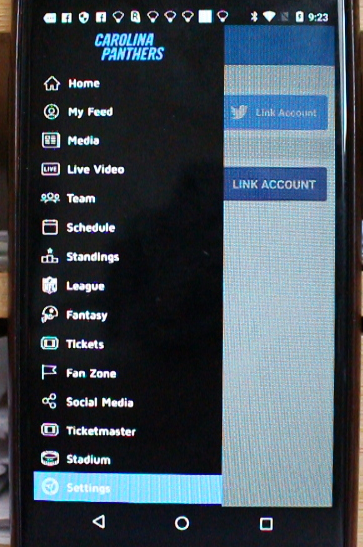 9:23
CAROLINA
PANTHERS
Home
My Feed
Media
LIVE Live Video
Team
Schedule
Standings
League
Fantasy
Tickets
Fan Zone
Social Media
Ticketmaster
Stadium
Settings
Link Account
LINK ACCOUNT